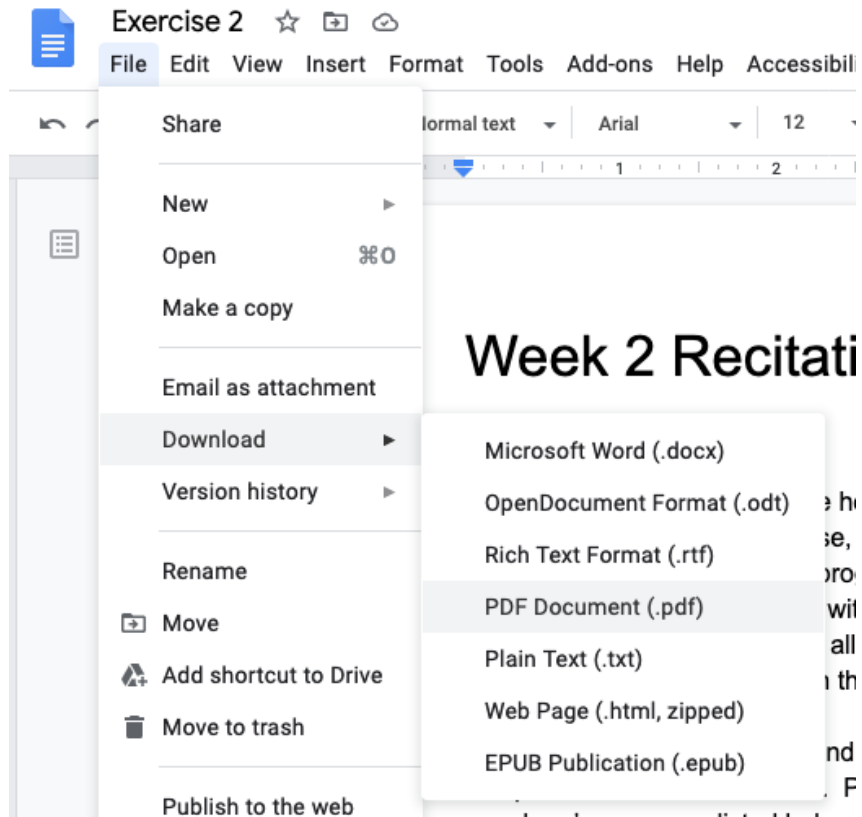 Exercise 2
File Edit View Insert Format Tools Add-ons Help
Share
text Arial 12
New
1 2
Open ⌘O
Make a copy
Week 2
Email as attachment
Download
Microsoft Word (.docx)
Version history
OpenDocument Format (.odt)
Rich Text Format (.rtf)
Rename
PDF Document (.pdf)
Move
Plain Text (.txt)
Add shortcut to Drive
Web Page (.html, zipped)
Move to trash
EPUB Publication (.epub)
Publish to the web